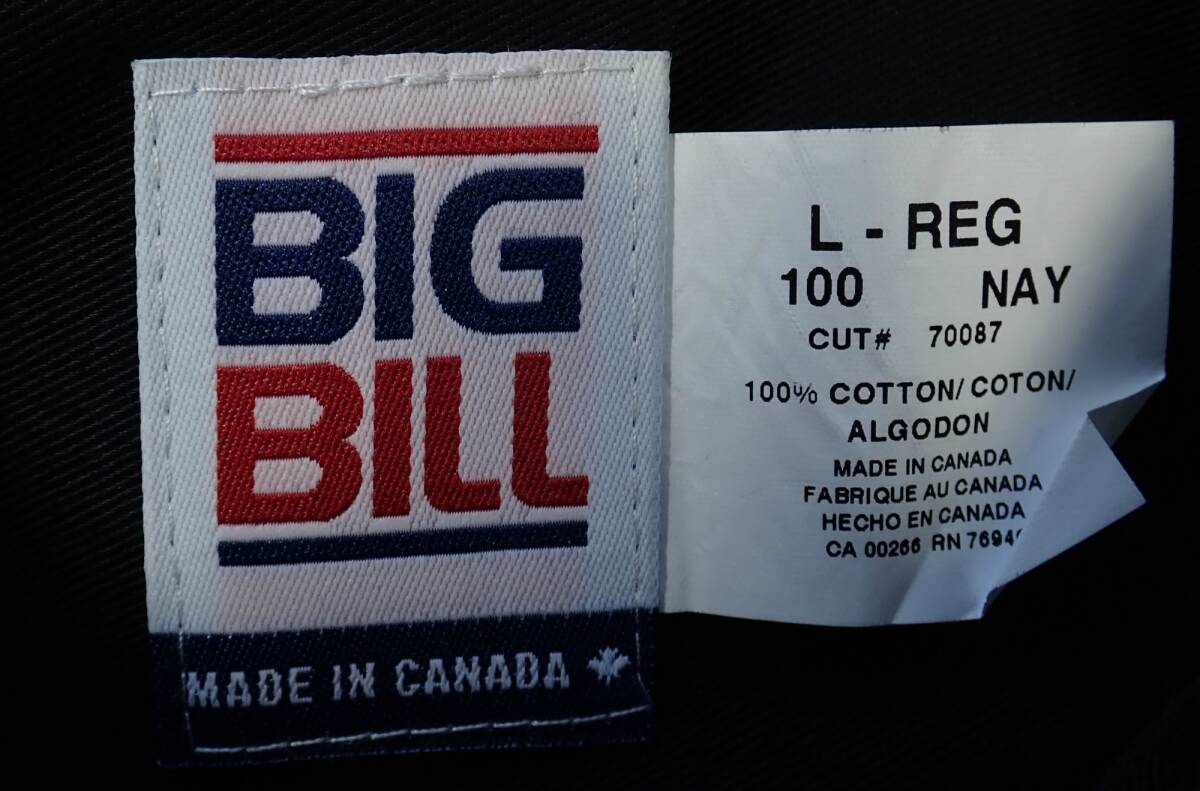 BIG
BILL
MADE IN CANADA
L - REG
100 NAY
CUT# 70087
100% COTTON/COTON/
ALGODON
MADE IN CANADA
FABRIQUE AU CANADA
HECHO EN CANADA
CA 00266 RN